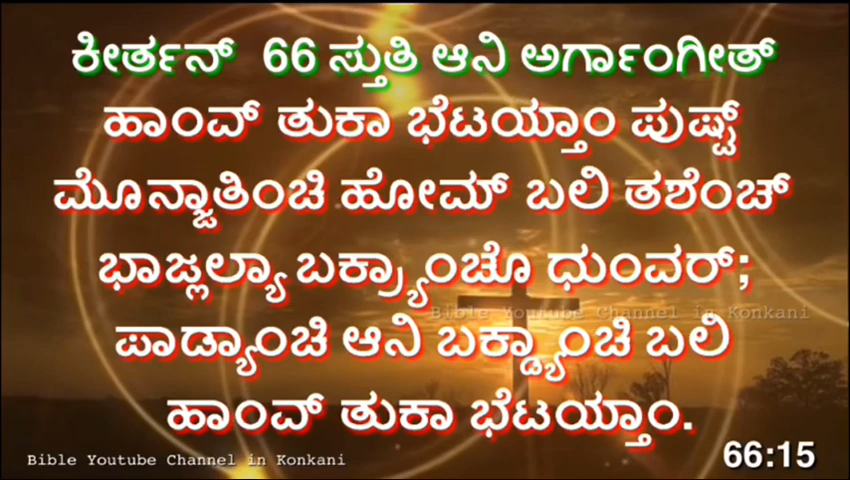 ಕೀರ್ತನ್ 66 ಸ್ತುತಿ ಆನಿ ಅರ್ಗಾಂಗೀತ್
ಹಾಂವ್ ತುಕಾ ಭೆಟಯ್ತಾಂ ಪುಷ್ಟ್
ಮೊನ್ಜಾತಿಂಚಿ ಹೋಮ್ ಬಲಿ ತಶೆಂಚ್
ಭಾಜ್ಲಲ್ಯಾ ಬಕ್ರ್ಯಾಂಚೊ ಧುಂವರ್;
Bible Youtube Channel in Konkani
ಪಾಡ್ಯಾಂಚಿ ಆನಿ ಬಕ್ಡ್ಯಾಂಚಿ ಬಲಿ
ಹಾಂವ್ ತುಕಾ ಭೆಟಯ್ತಾಂ.
Bible Youtube Channel in Konkani 66:15